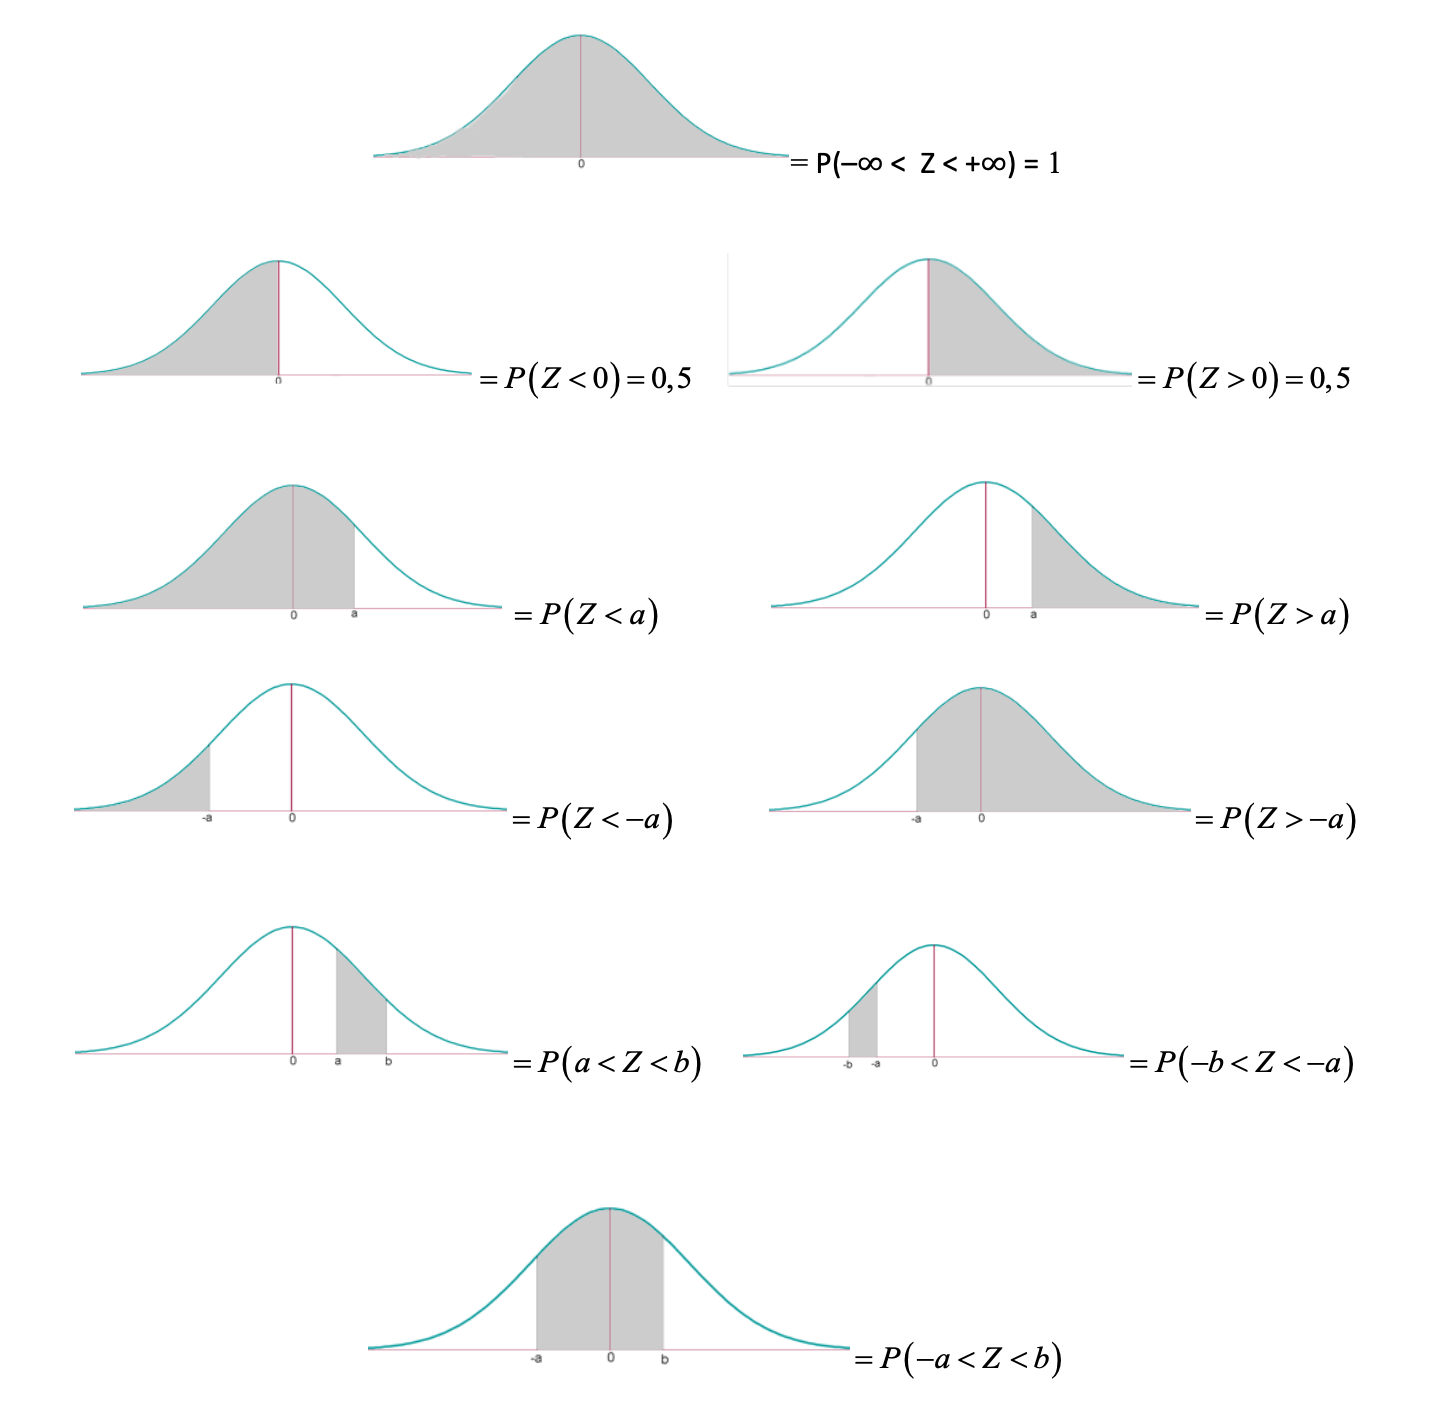 0
= P(−∞ < Z < +∞) = 1
0
= P(Z < 0) = 0,5
0
= P(Z > 0) = 0,5
0 a
= P(Z < a)
0 a
= P(Z > a)
-a 0
= P(Z < −a)
-a 0
= P(Z > −a)
0 a b
= P(a < Z < b)
-b -a 0
= P(−b < Z < −a)
-a 0 b
= P(−a < Z < b)